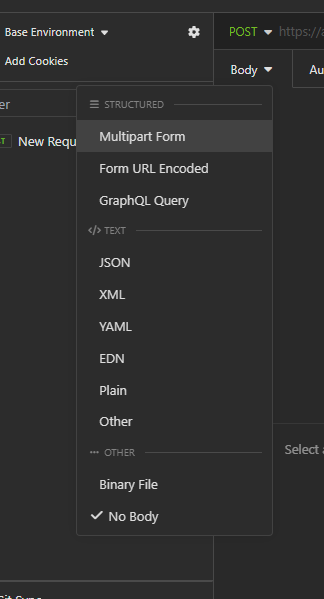 Base Environment
POST
https://a
Add Cookies
Body
Au
er
ST
New Requ
STRUCTURED
Multipart Form
Form URL Encoded
GraphQL Query
</> TEXT
JSON
XML
YAML
EDN
Plain
Other
OTHER
Select a
Binary File
No Body
Git Sync